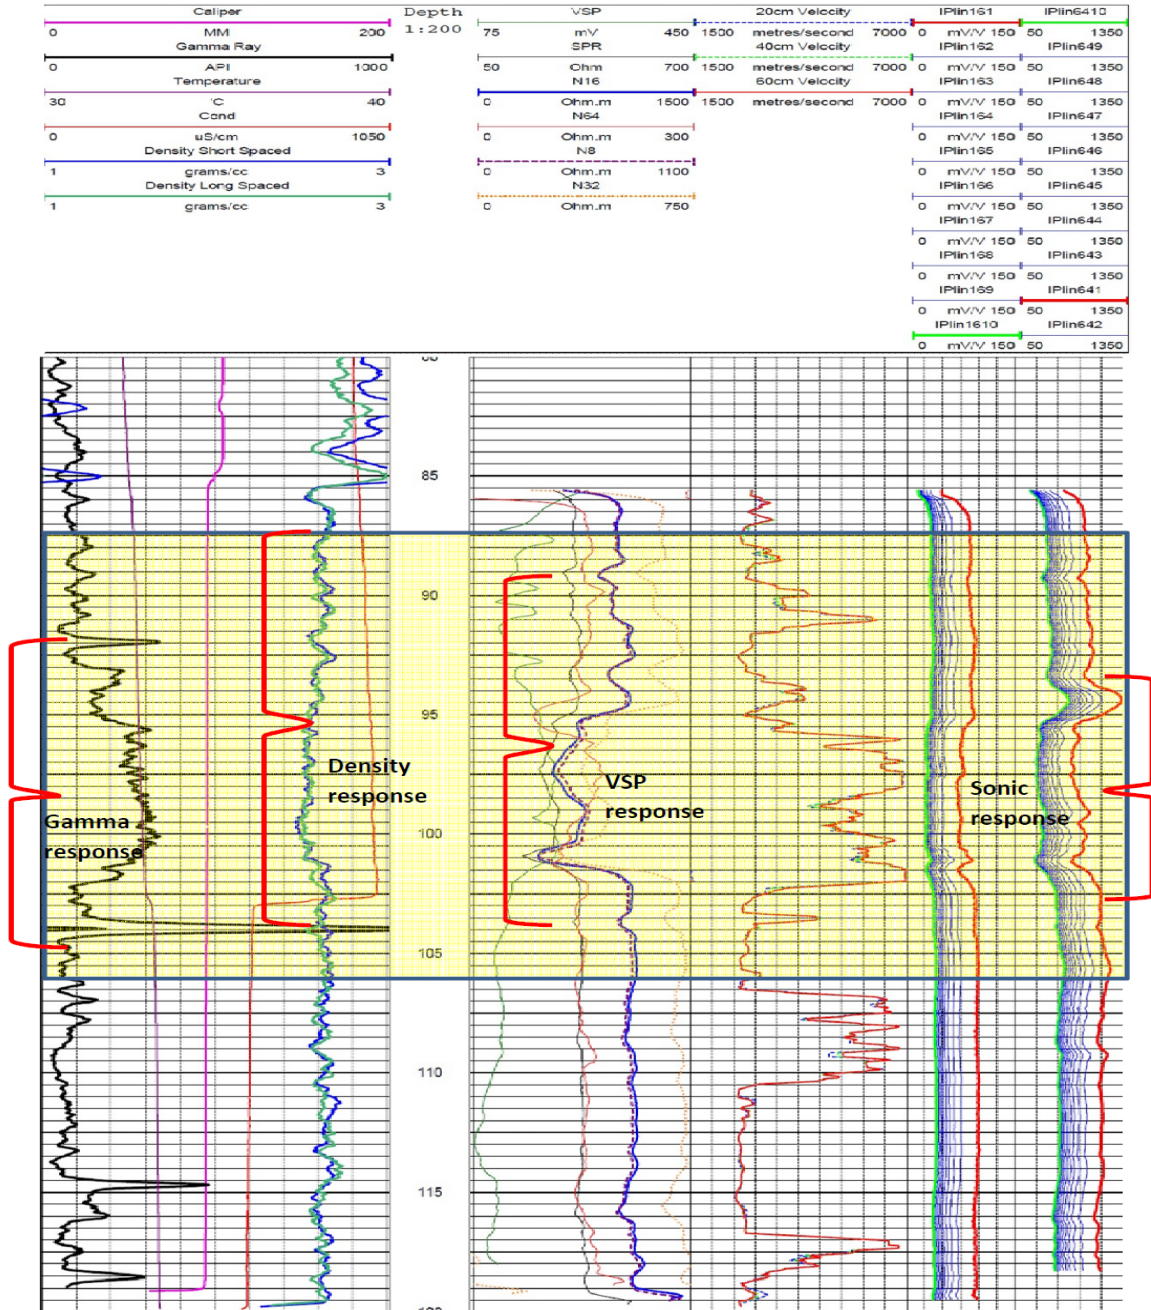 Caliper Depth VSP 20cm Velocity IPlin161 IPlin6410
0 MM 200 1:200 75 mV 450 1500 metres/second 7000 0 mV/V 150 50 1350
Gamma Ray SPR 40cm Velocity IPlin162 IPlin649
0 API 1000 50 Ohm 700 1500 metres/second 7000 0 mV/V 150 50 1350
Temperature N16 60cm Velocity IPlin163 IPlin648
30 'C 40 0 Ohm.m 1500 1500 metres/second 7000 0 mV/V 150 50 1350
Cond N64 IPlin164 IPlin647
0 uS/cm 1050 0 Ohm.m 300 0 mV/V 150 50 1350
Density Short Spaced N8 IPlin165 IPlin646
1 grams/cc 3 0 Ohm.m 1100 0 mV/V 150 50 1350
Density Long Spaced N32 IPlin166 IPlin645
1 grams/cc 3 0 Ohm.m 750 0 mV/V 150 50 1350
IPlin167 IPlin644
0 mV/V 150 50 1350
IPlin168 IPlin643
0 mV/V 150 50 1350
IPlin169 IPlin641
0 mV/V 150 50 1350
IPlin1610 IPlin642
0 mV/V 150 50 1350
85
90
95
Density
response
VSP
response
Sonic
response
Gamma
response
100
105
110
115